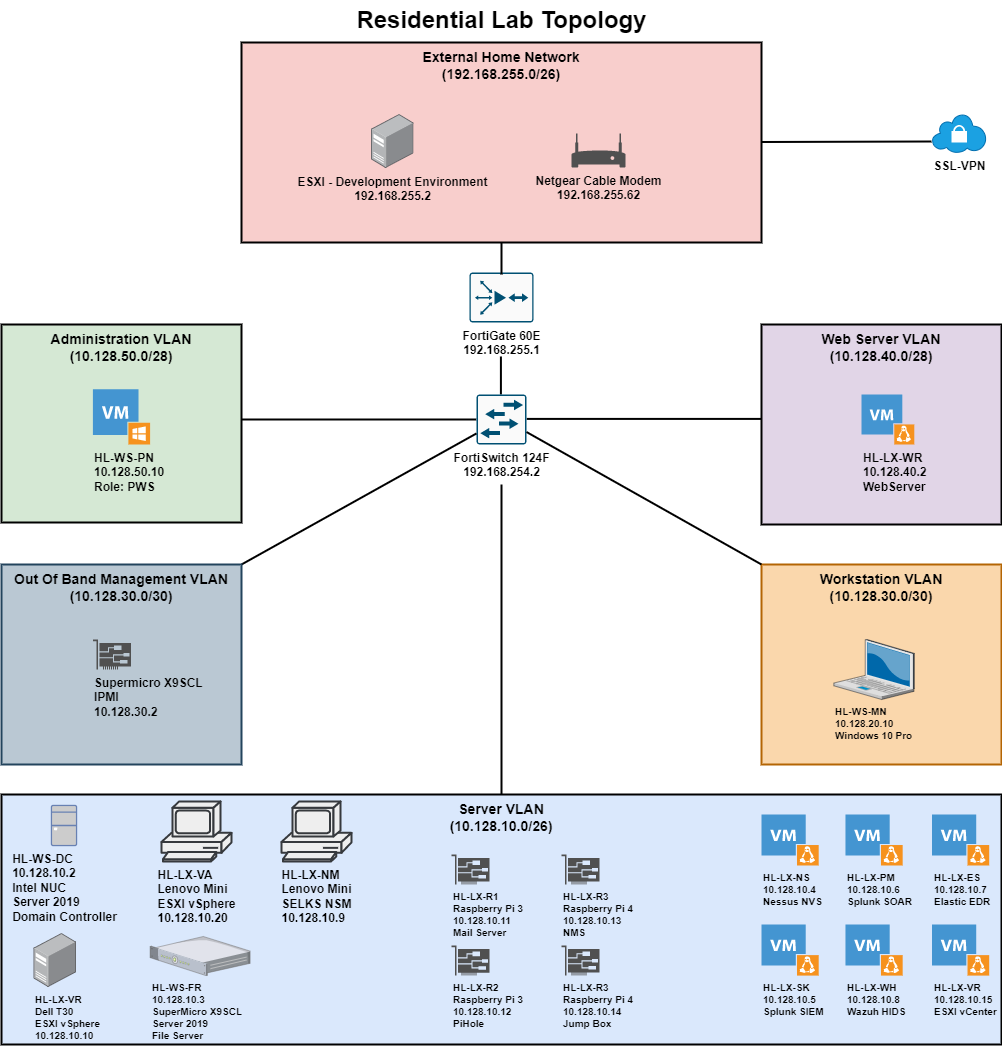 Residential Lab Topology
External Home Network
(192.168.255.0/26)
ESXI - Development Environment
192.168.255.2
Netgear Cable Modem
192.168.255.62
SSL-VPN
FortiGate 60E
192.168.255.1
Administration VLAN
(10.128.50.0/28)
VM
HL-WS-PN
10.128.50.10
Role: PWS
FortiSwitch 124F
192.168.254.2
Web Server VLAN
(10.128.40.0/28)
VM
HL-LX-WR
10.128.40.2
WebServer
Out Of Band Management VLAN
(10.128.30.0/30)
Supermicro X9SCL
IPMI
10.128.30.2
Workstation VLAN
(10.128.30.0/30)
HL-WS-MN
10.128.20.10
Windows 10 Pro
Server VLAN
(10.128.10.0/26)
HL-WS-DC
10.128.10.2
Intel NUC
Server 2019
Domain Controller
HL-LX-VA
Lenovo Mini
ESXI vSphere
10.128.10.20
HL-LX-NM
Lenovo Mini
SELKS NSM
10.128.10.9
HL-LX-VR
Dell T30
ESXI vSphere
10.128.10.10
HL-WS-FR
10.128.10.3
SuperMicro X9SCL
Server 2019
File Server
HL-LX-R1
Raspberry Pi 3
10.128.10.11
Mail Server
HL-LX-R3
Raspberry Pi 4
10.128.10.13
NMS
HL-LX-R2
Raspberry Pi 3
10.128.10.12
PiHole
HL-LX-R3
Raspberry Pi 4
10.128.10.14
Jump Box
VM
HL-LX-NS
10.128.10.4
Nessus NVS
VM
HL-LX-PM
10.128.10.6
Splunk SOAR
VM
HL-LX-ES
10.128.10.7
Elastic EDR
VM
HL-LX-SK
10.128.10.5
Splunk SIEM
VM
HL-LX-WH
10.128.10.8
Wazuh HIDS
VM
HL-LX-VR
10.128.10.15
ESXI vCenter